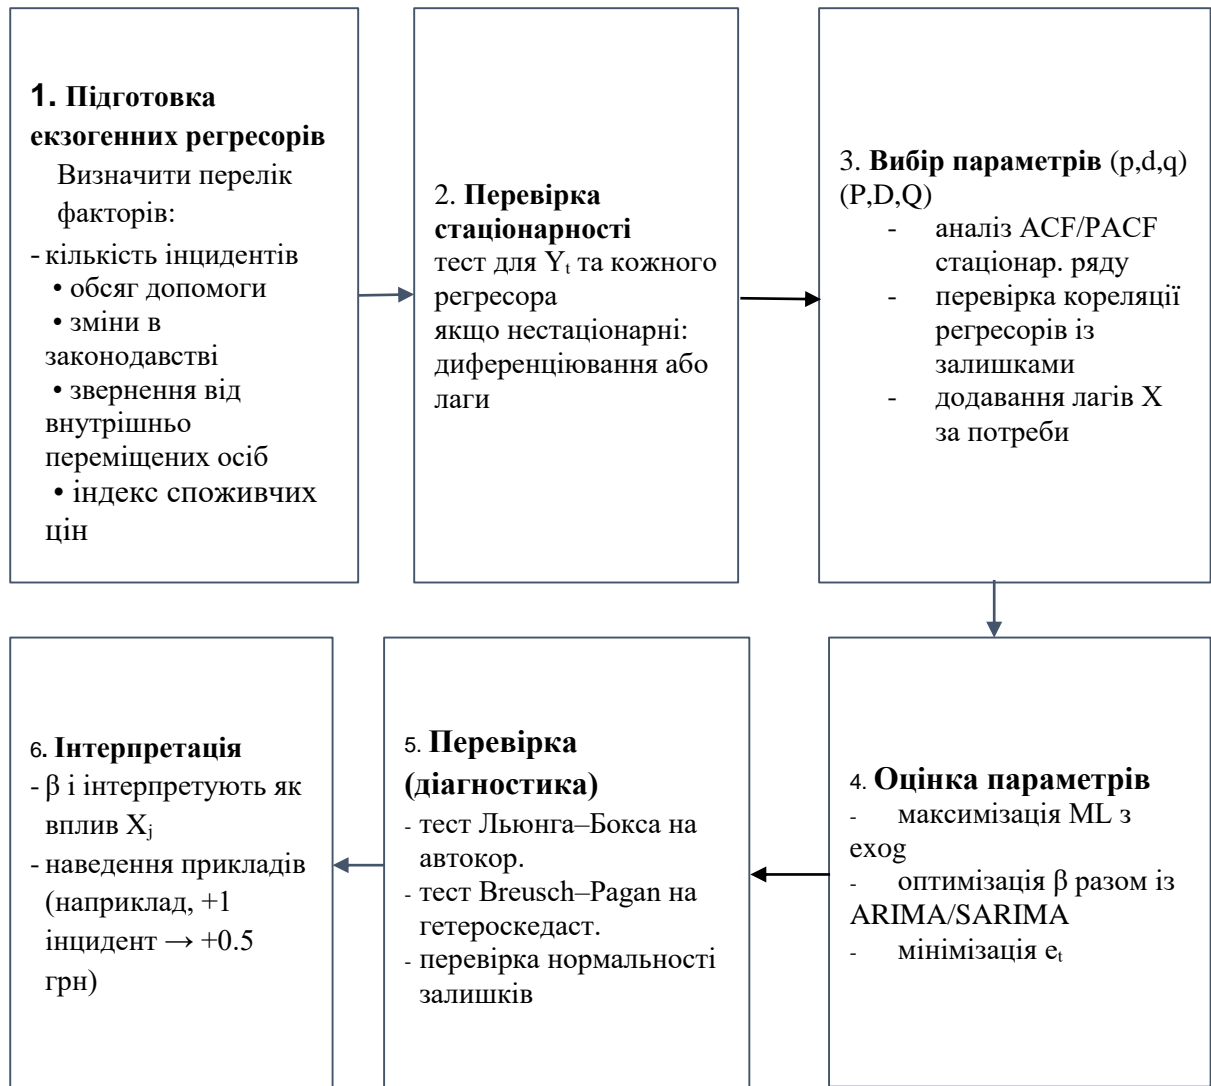 1. Підготовка
екзогенних регресорів
Визначити перелік
факторів:
- кількість інцидентів
• обсяг допомоги
• зміни в
законодавстві
• звернення від
внутрішньо
переміщених осіб
• індекс споживчих
цін
2. Перевірка
стаціонарності
тест для Yₜ та кожного
регресора
якщо нестаціонарні:
диференціювання або
лаги
3. Вибір параметрів (p,d,q)
(P,D,Q)
- аналіз ACF/PACF
стаціонар. ряду
- перевірка кореляції
регресорів із
залишками
- додавання лагів X
за потреби
4. Оцінка параметрів
- максимізація ML з
exog
- оптимізація β разом із
ARIMA/SARIMA
- мінімізація eₜ
5. Перевірка
(діагностика)
- тест Льюнга–Бокса на
автокор.
- тест Breusch–Pagan на
гетероскедаст.
- перевірка нормальності
залишків
6. Інтерпретація
- β і інтерпретують як
вплив Xⱼ
- наведення прикладів
(наприклад, +1
інцидент → +0.5
грн)